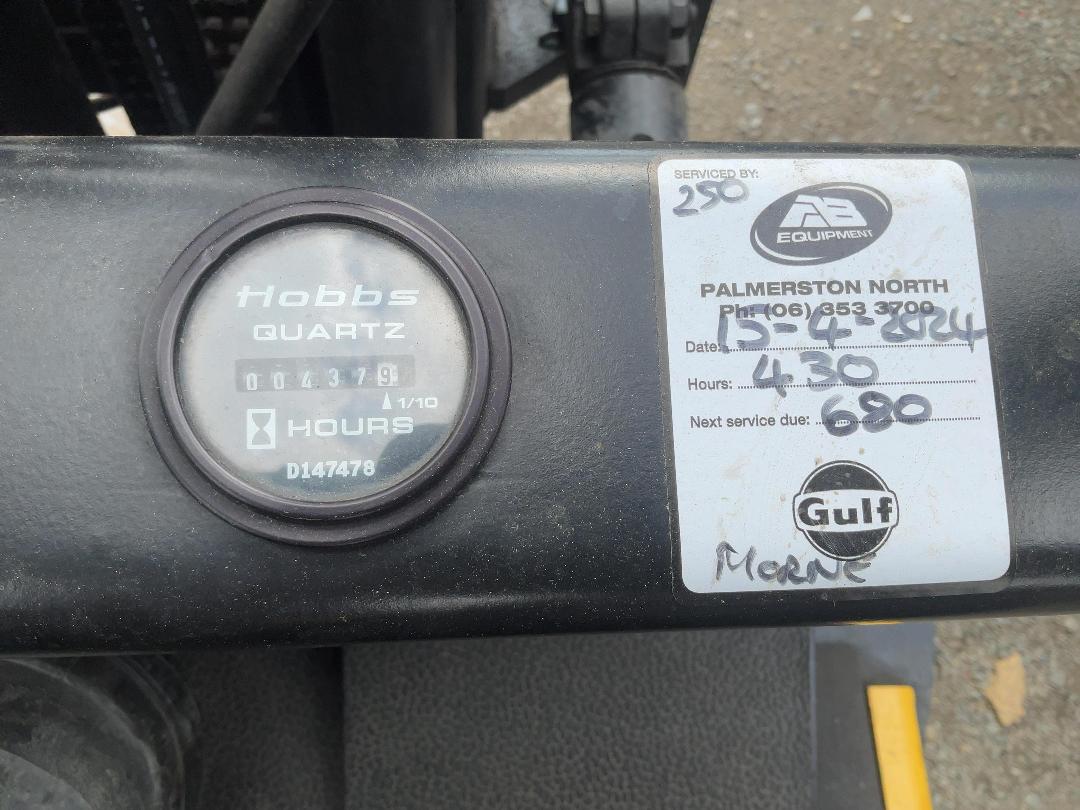 Hobbs
QUARTZ
004379
1/10
HOURS
D147478
SERVICED BY:
250
AB
EQUIPMENT
PALMERSTON NORTH
Ph: (06) 353 3700
Date: 15-4-2024
Hours: 430
Next service due: 680
Gulf
MORNE